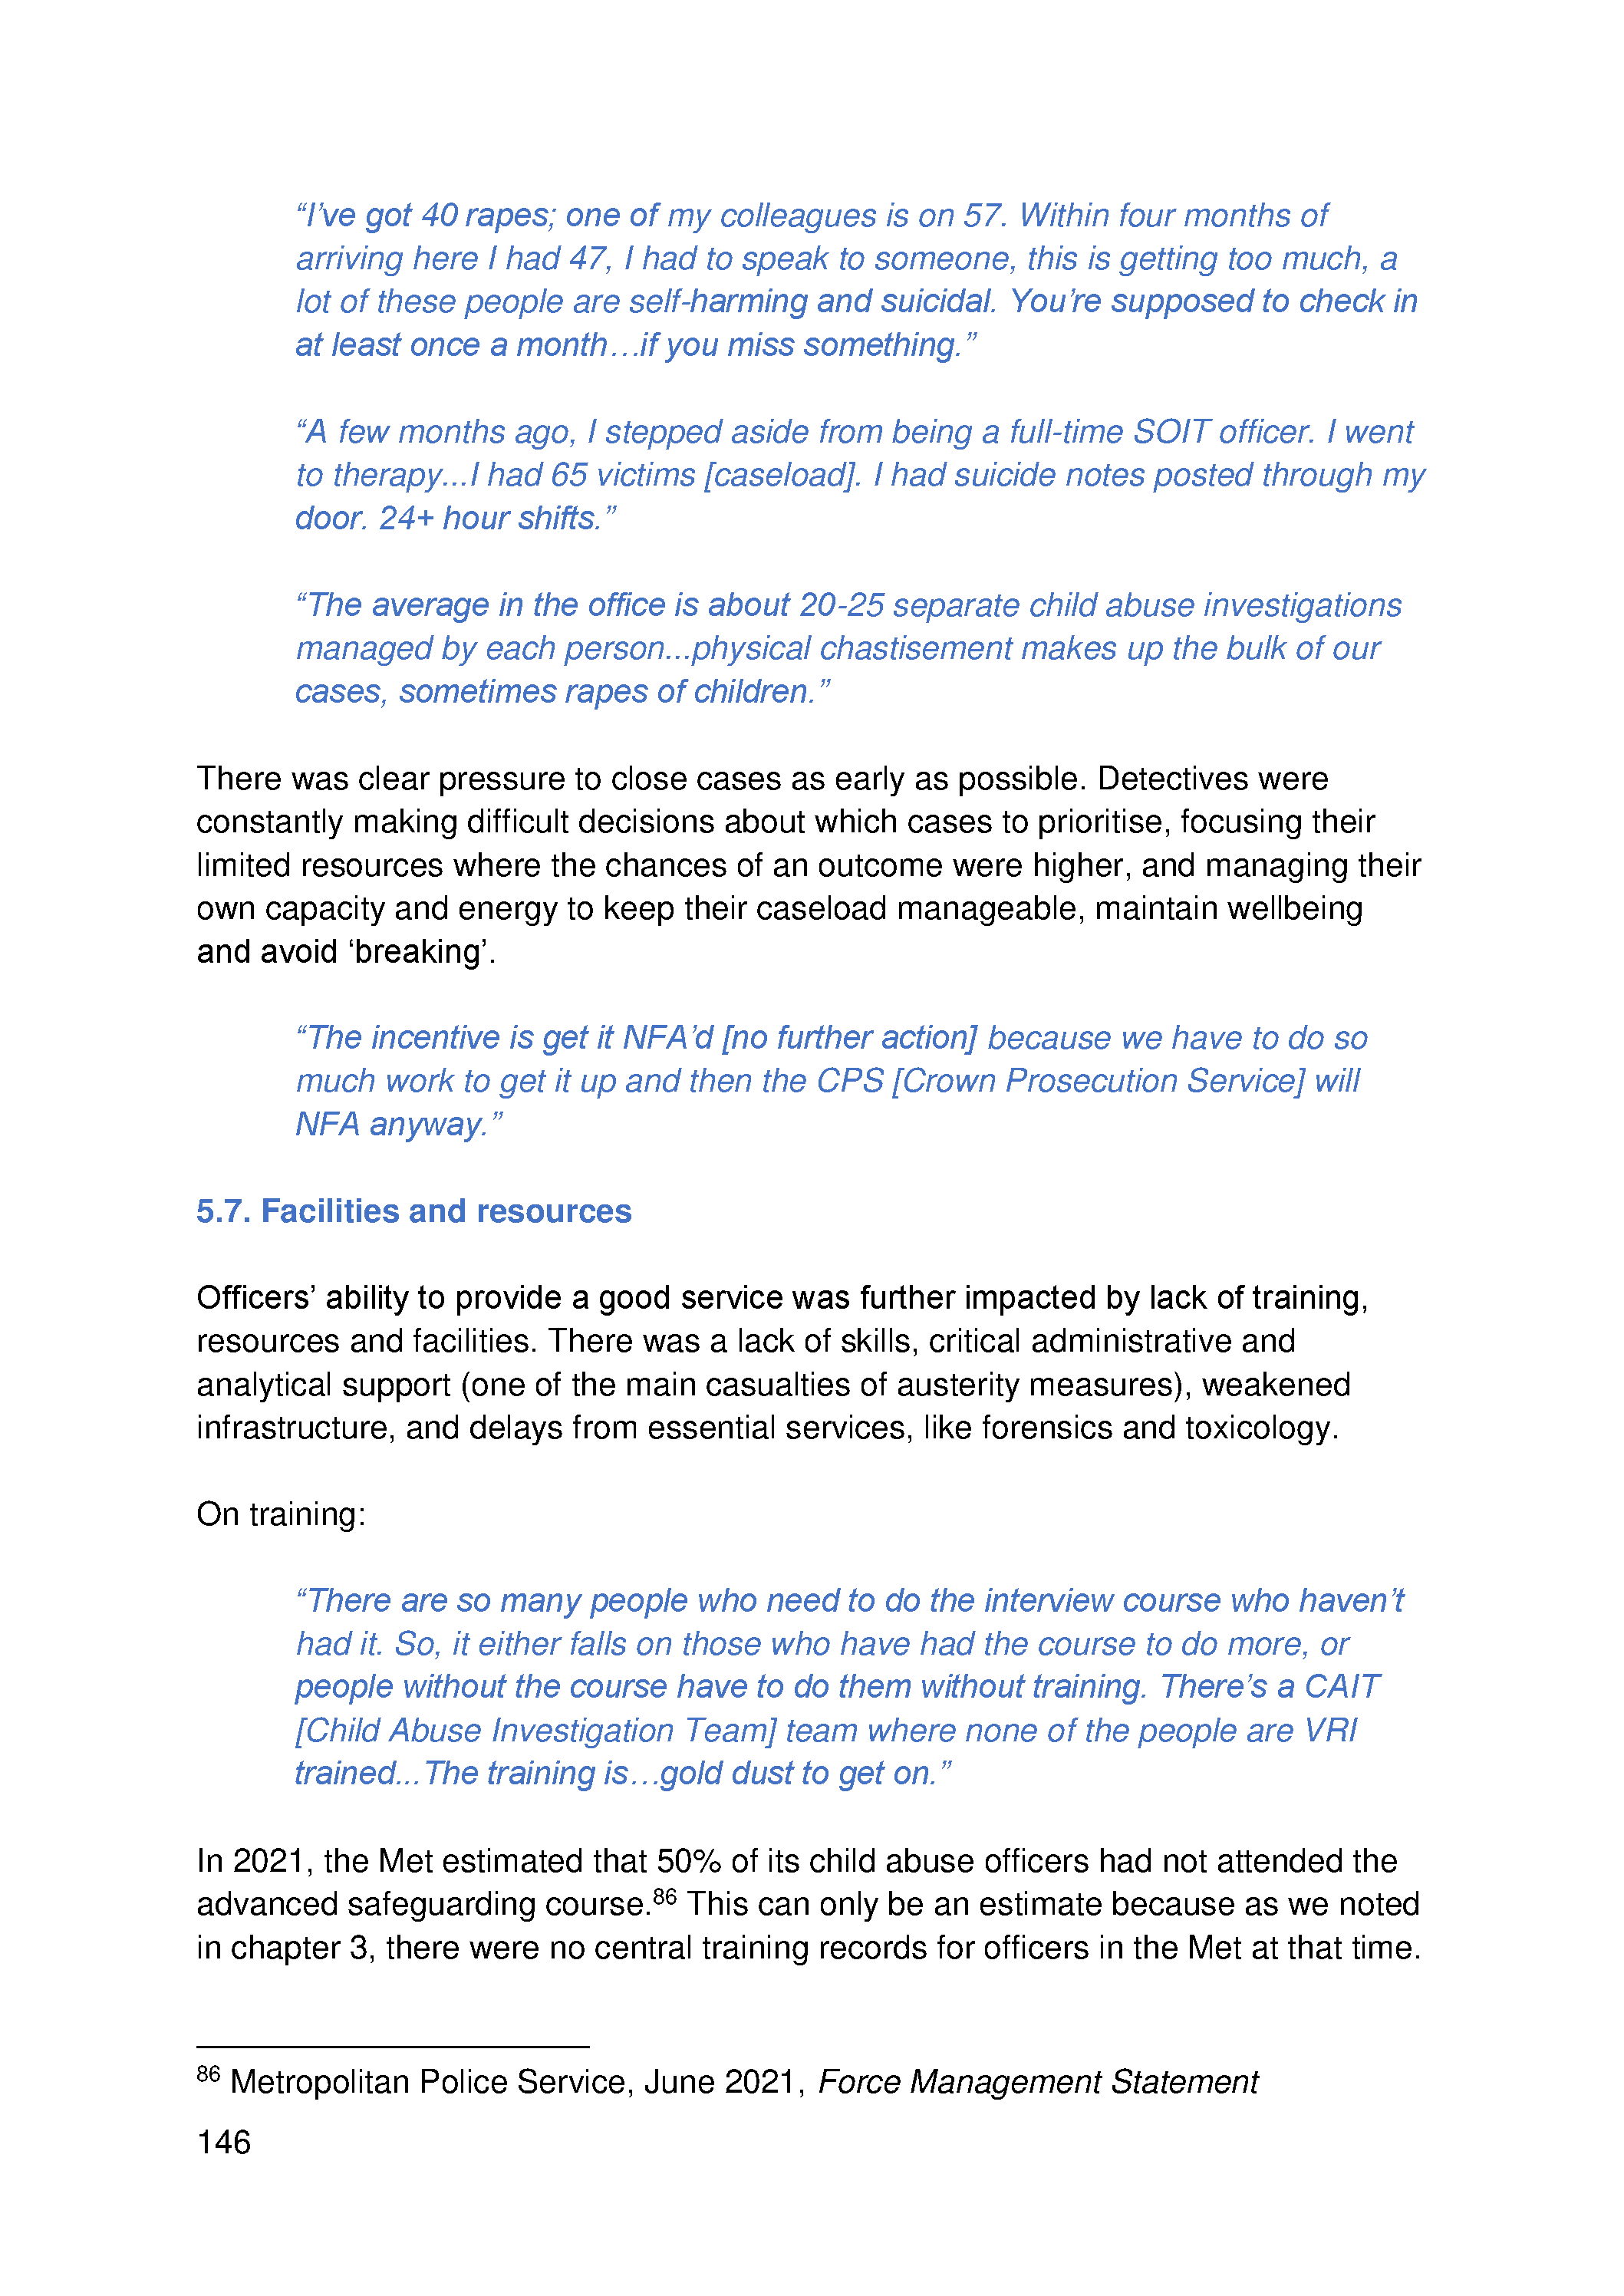 “I’ve got 40 rapes; one of my colleagues is on 57. Within four months of
arriving here I had 47, I had to speak to someone, this is getting too much, a
lot of these people are self-harming and suicidal. You’re supposed to check in
at least once a month…if you miss something.”
“A few months ago, I stepped aside from being a full-time SOIT officer. I went
to therapy...I had 65 victims [caseload]. I had suicide notes posted through my
door. 24+ hour shifts.”
“The average in the office is about 20-25 separate child abuse investigations
managed by each person...physical chastisement makes up the bulk of our
cases, sometimes rapes of children.”
There was clear pressure to close cases as early as possible. Detectives were
constantly making difficult decisions about which cases to prioritise, focusing their
limited resources where the chances of an outcome were higher, and managing their
own capacity and energy to keep their caseload manageable, maintain wellbeing
and avoid ‘breaking’.
“The incentive is get it NFA’d [no further action] because we have to do so
much work to get it up and then the CPS [Crown Prosecution Service] will
NFA anyway.”
5.7. Facilities and resources
Officers’ ability to provide a good service was further impacted by lack of training,
resources and facilities. There was a lack of skills, critical administrative and
analytical support (one of the main casualties of austerity measures), weakened
infrastructure, and delays from essential services, like forensics and toxicology.
On training:
“There are so many people who need to do the interview course who haven’t
had it. So, it either falls on those who have had the course to do more, or
people without the course have to do them without training. There’s a CAIT
[Child Abuse Investigation Team] team where none of the people are VRI
trained...The training is…gold dust to get on.”
In 2021, the Met estimated that 50% of its child abuse officers had not attended the
advanced safeguarding course.86 This can only be an estimate because as we noted
in chapter 3, there were no central training records for officers in the Met at that time.
86 Metropolitan Police Service, June 2021, Force Management Statement
146